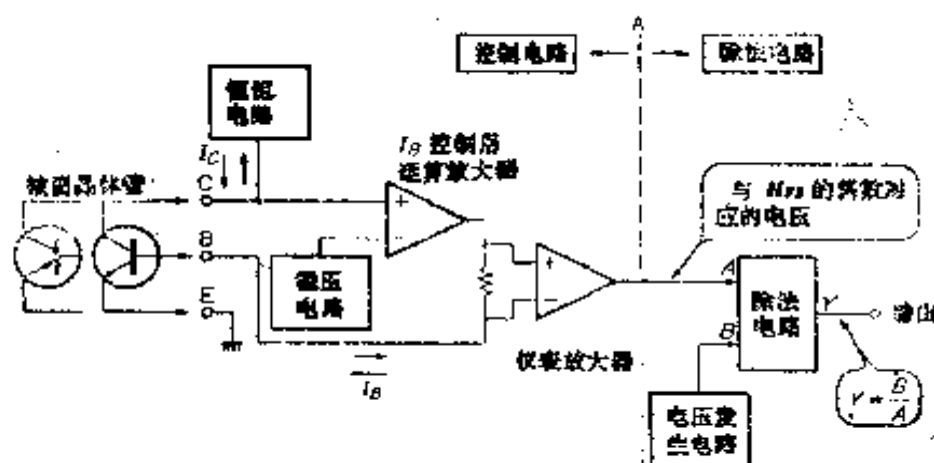 A
控制电路
除法电路
恒流
电路
I_B 控制用
运算放大器
I_C
C
被测晶体管
与 H_FE 的倒数对
应的电压
B
稳压
电路
E
A
除法
电路
Y
输出
B
仪表放大器
I_B
Y = B/A
电压发
生电路